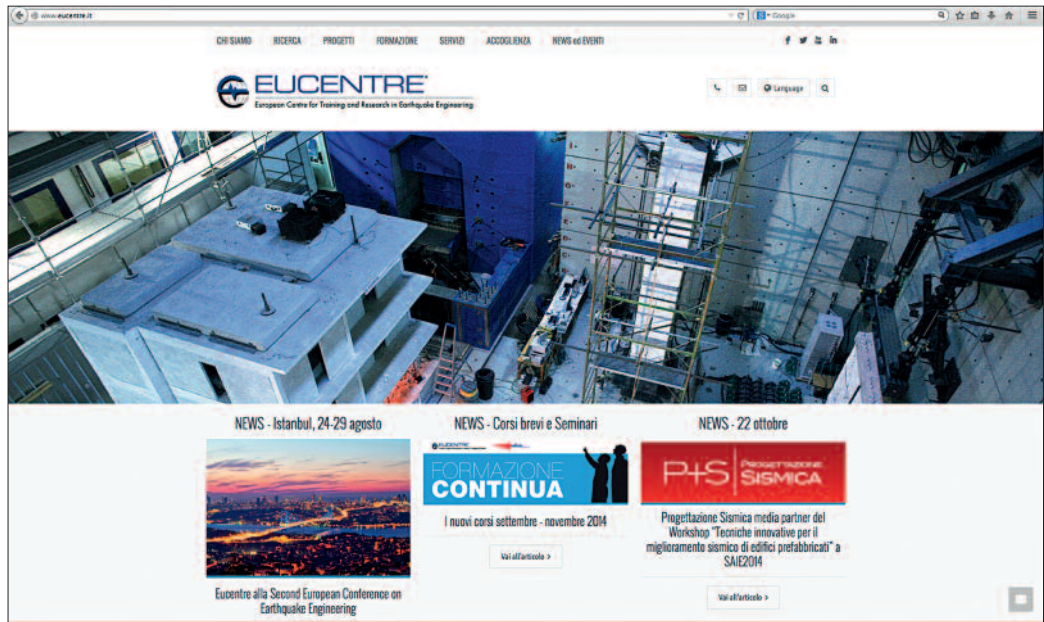 www.eucentre.it
Google
CHI SIAMO RICERCA PROGETTI FORMAZIONE SERVIZI ACCOGLIENZA NEWS ed EVENTI
EUCENTRE
European Centre for Training and Research in Earthquake Engineering
Language
NEWS - Istanbul, 24-29 agosto
Eucentre alla Second European Conference on
Earthquake Engineering
NEWS - Corsi brevi e Seminari
EUCENTRE
FORMAZIONE
CONTINUA
I nuovi corsi settembre - novembre 2014
Vai all'articolo >
NEWS - 22 ottobre
P+S PROGETTAZIONE
SISMICA
Progettazione Sismica media partner del
Workshop "Tecniche innovative per il
miglioramento sismico di edifici prefabbricati" a
SAIE2014
Vai all'articolo >